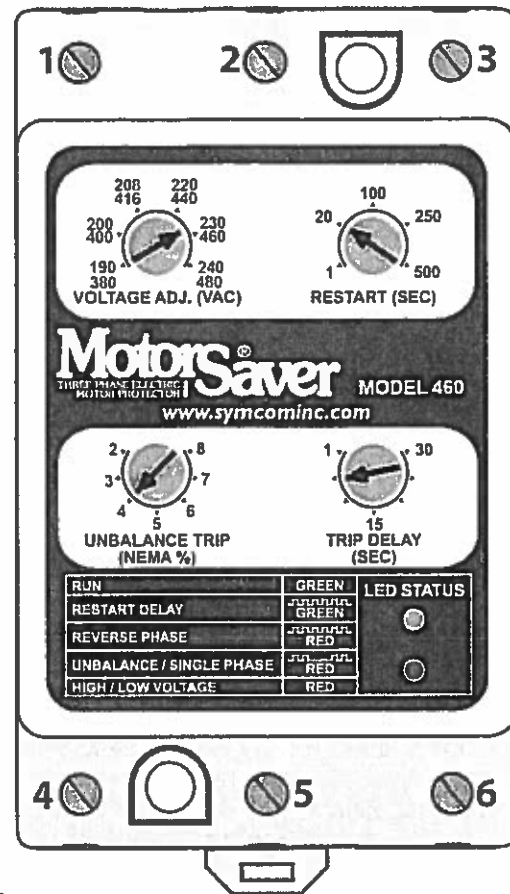 1 2 3
208 220
416 440
200 230
400 460
190 240
380 480
VOLTAGE ADJ. (VAC)
100
20 250
1 500
RESTART (SEC)
MotorSaver®
THREE PHASE ELECTRIC
MOTOR PROTECTOR
MODEL 460
www.symcominc.com
2 8
3 7
4 6
5
UNBALANCE TRIP
(NEMA %)
1 30
15
TRIP DELAY
(SEC)
RUN GREEN
RESTART DELAY GREEN
REVERSE PHASE RED
UNBALANCE / SINGLE PHASE RED
HIGH / LOW VOLTAGE RED
LED STATUS
4 5 6